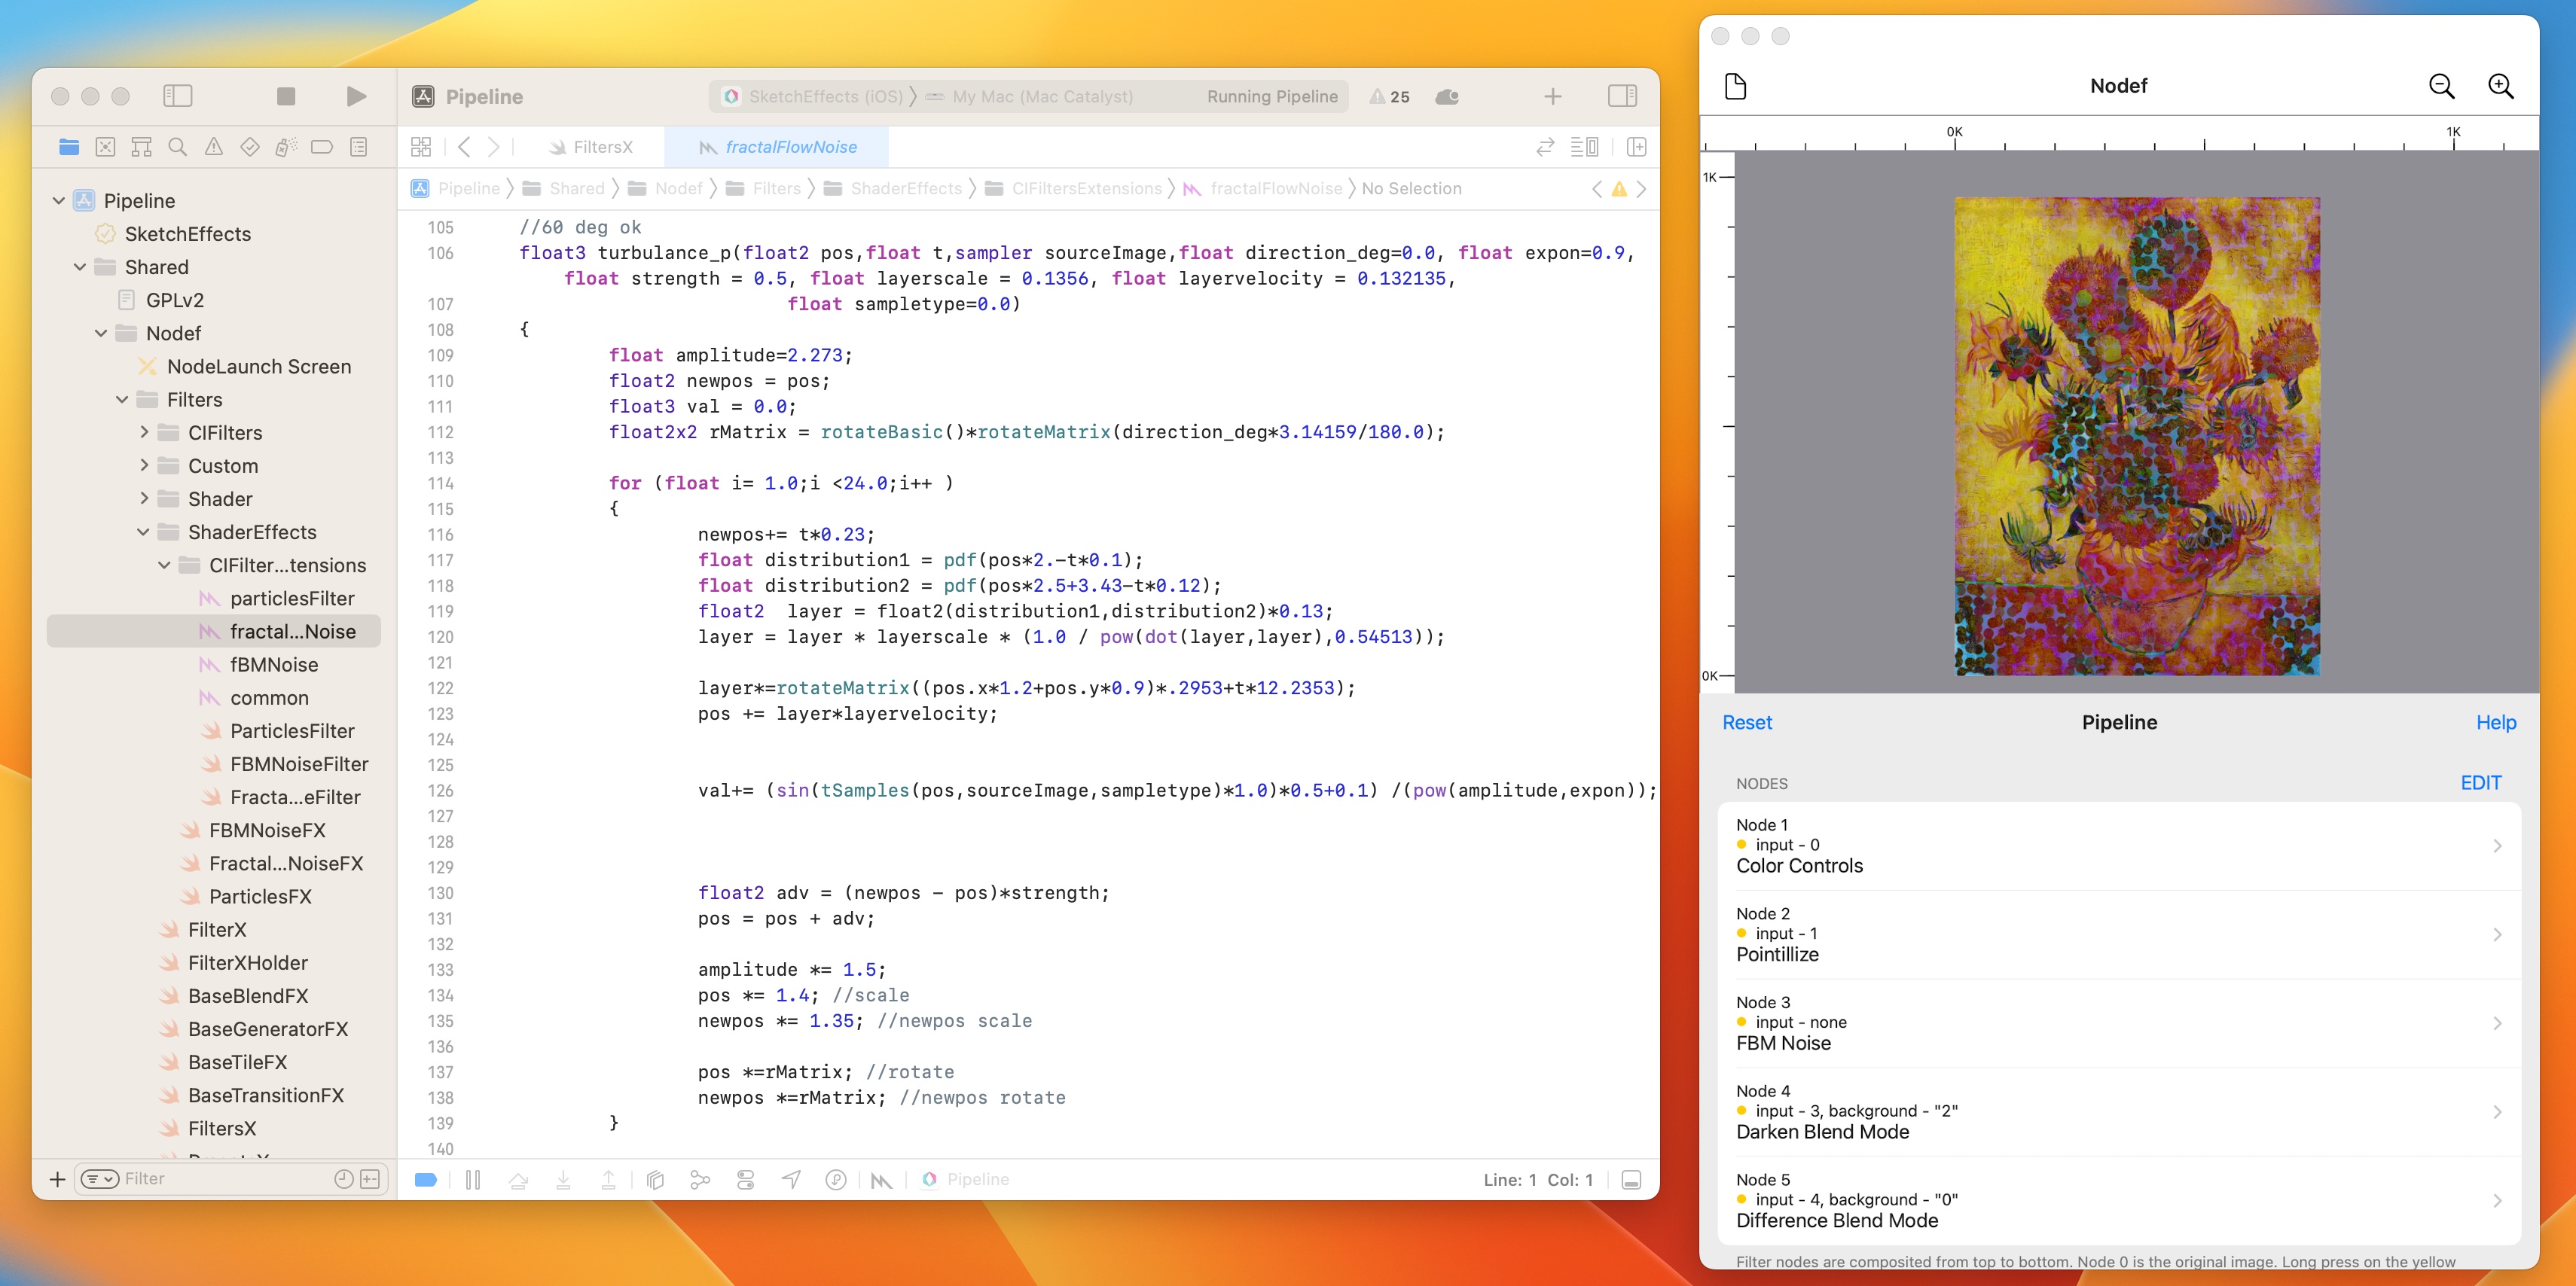 Pipeline
SketchEffects (iOS)
My Mac (Mac Catalyst)
Running Pipeline
25
FiltersX
fractalFlowNoise
Pipeline
Shared
Nodef
Filters
ShaderEffects
CIFiltersExtensions
fractalFlowNoise
No Selection
Pipeline
SketchEffects
Shared
GPLv2
Nodef
NodeLaunch Screen
Filters
CIFilters
Custom
Shader
ShaderEffects
CIFilter...tensions
particlesFilter
fractal...Noise
fBMNoise
common
ParticlesFilter
FBMNoiseFilter
Fracta...eFilter
FBMNoiseFX
Fractal...NoiseFX
ParticlesFX
FilterX
FilterXHolder
BaseBlendFX
BaseGeneratorFX
BaseTileFX
BaseTransitionFX
FiltersX
Filter
105 //60 deg ok
106 float3 turbulance_p(float2 pos,float t,sampler sourceImage,float direction_deg=0.0, float expon=0.9,
float strength = 0.5, float layerscale = 0.1356, float layervelocity = 0.132135,
107 float sampletype=0.0)
108 {
109 float amplitude=2.273;
110 float2 newpos = pos;
111 float3 val = 0.0;
112 float2x2 rMatrix = rotateBasic()*rotateMatrix(direction_deg*3.14159/180.0);
113
114 for (float i= 1.0;i <24.0;i++ )
115 {
116 newpos+= t*0.23;
117 float distribution1 = pdf(pos*2.-t*0.1);
118 float distribution2 = pdf(pos*2.5+3.43-t*0.12);
119 float2  layer = float2(distribution1,distribution2)*0.13;
120 layer = layer * layerscale * (1.0 / pow(dot(layer,layer),0.54513));
121
122 layer*=rotateMatrix((pos.x*1.2+pos.y*0.9)*.2953+t*12.2353);
123 pos += layer*layervelocity;
124
125
126 val+= (sin(tSamples(pos,sourceImage,sampletype)*1.0)*0.5+0.1) /(pow(amplitude,expon));
127
128
129
130 float2 adv = (newpos - pos)*strength;
131 pos = pos + adv;
132
133 amplitude *= 1.5;
134 pos *= 1.4; //scale
135 newpos *= 1.35; //newpos scale
136
137 pos *=rMatrix; //rotate
138 newpos *=rMatrix; //newpos rotate
139 }
140
Pipeline
Line: 1 Col: 1
Nodef
0K
1K
1K
0K
Reset
Pipeline
Help
NODES
EDIT
Node 1
input - 0
Color Controls
Node 2
input - 1
Pointillize
Node 3
input - none
FBM Noise
Node 4
input - 3, background - "2"
Darken Blend Mode
Node 5
input - 4, background - "0"
Difference Blend Mode
Filter nodes are composited from top to bottom. Node 0 is the original image. Long press on the yellow